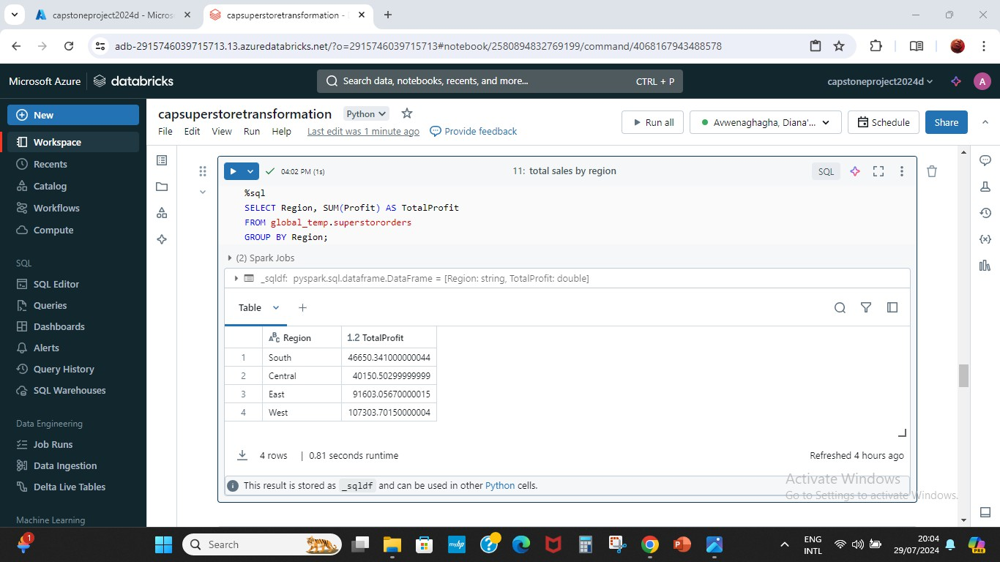 capstoneproject2024d - Micros
capsuperstoretransformation -
adb-2915746039715713.13.azuredatabricks.net/?o=2915746039715713#notebook/2580894832769199/command/4068167943488578
Microsoft Azure
databricks
Search data, notebooks, recents, and more...
CTRL + P
capstoneproject2024d
A
New
Workspace
Recents
Catalog
Workflows
Compute
SQL
SQL Editor
Queries
Dashboards
Alerts
Query History
SQL Warehouses
Data Engineering
Job Runs
Data Ingestion
Delta Live Tables
Machine Learning
capsuperstoretransformation
Python
File Edit View Run Help Last edit was 1 minute ago Provide feedback
Run all
Avwenaghagha, Diana'...
Schedule
Share
04:02 PM (1s)
11: total sales by region
SQL
%sql
SELECT Region, SUM(Profit) AS TotalProfit
FROM global_temp.superstororders
GROUP BY Region;
(2) Spark Jobs
_sqldf: pyspark.sql.dataframe.DataFrame = [Region: string, TotalProfit: double]
Table
ABC Region 1.2 TotalProfit
1 South 46650.341000000044
2 Central 40150.50299999999
3 East 91603.05670000015
4 West 107303.70150000004
4 rows | 0.81 seconds runtime
Refreshed 4 hours ago
This result is stored as _sqldf and can be used in other Python cells.
Activate Windows
Go to Settings to activate Windows.
1
Search
myhp
ENG
INTL
20:04
29/07/2024
PRE